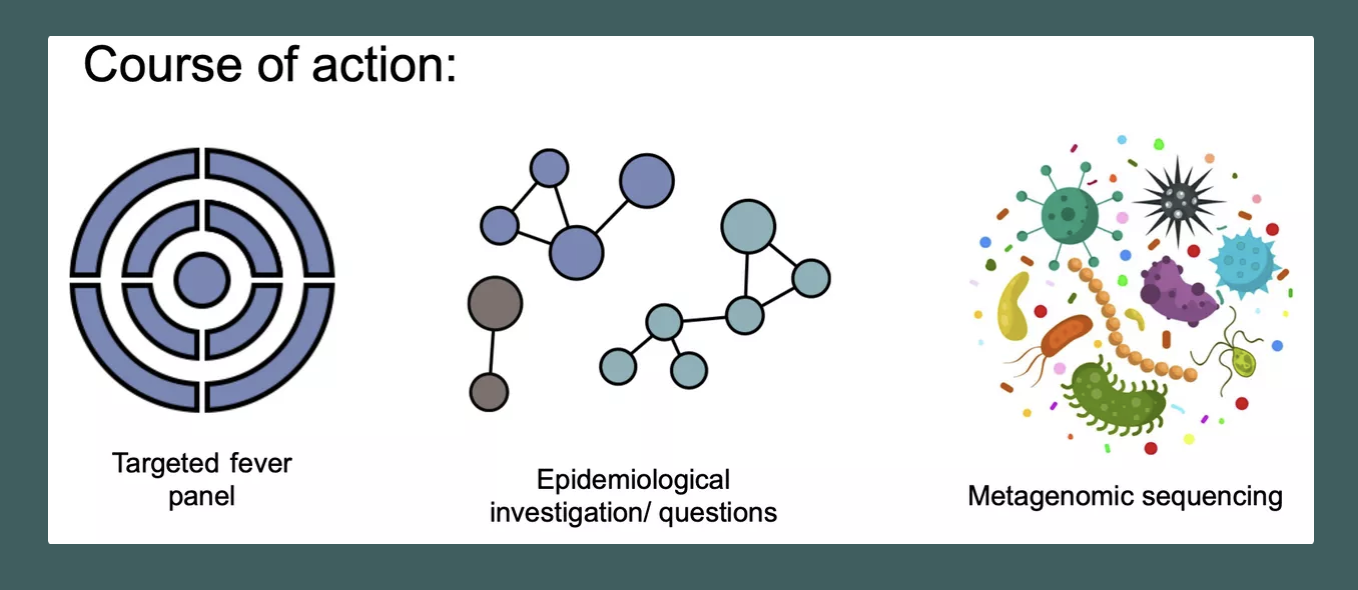 Course of action:
Targeted fever
panel
Epidemiological
investigation/ questions
Metagenomic sequencing